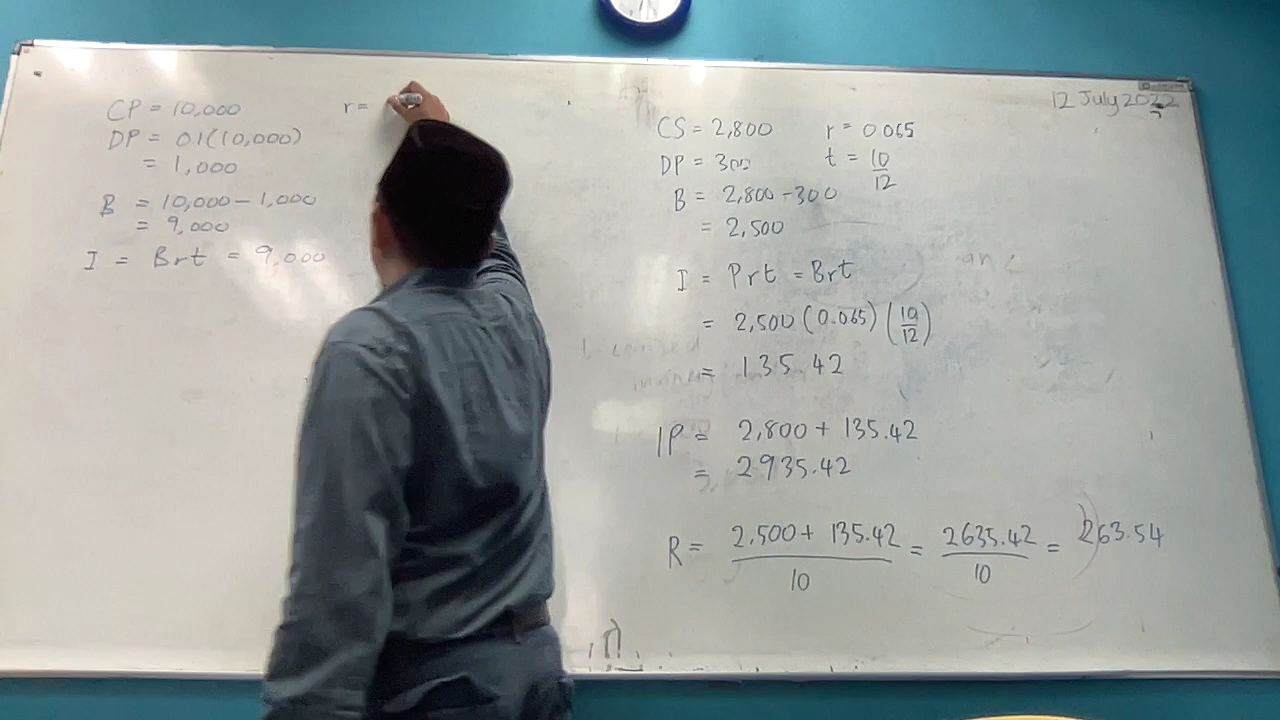 12 July 2022
CP = 10,000
r =
DP = 0.1(10,000)
= 1,000
B = 10,000 - 1,000
= 9,000
I = Brt = 9,000
CS = 2,800
r = 0.065
DP = 300
t = 10/12
B = 2,800 - 300
= 2,500
I = Prt = Brt
= 2,500 (0.065) (10/12)
= 135.42
IP = 2,800 + 135.42
= 2935.42
R = 2,500 + 135.42 / 10 = 2635.42 / 10 = 263.54